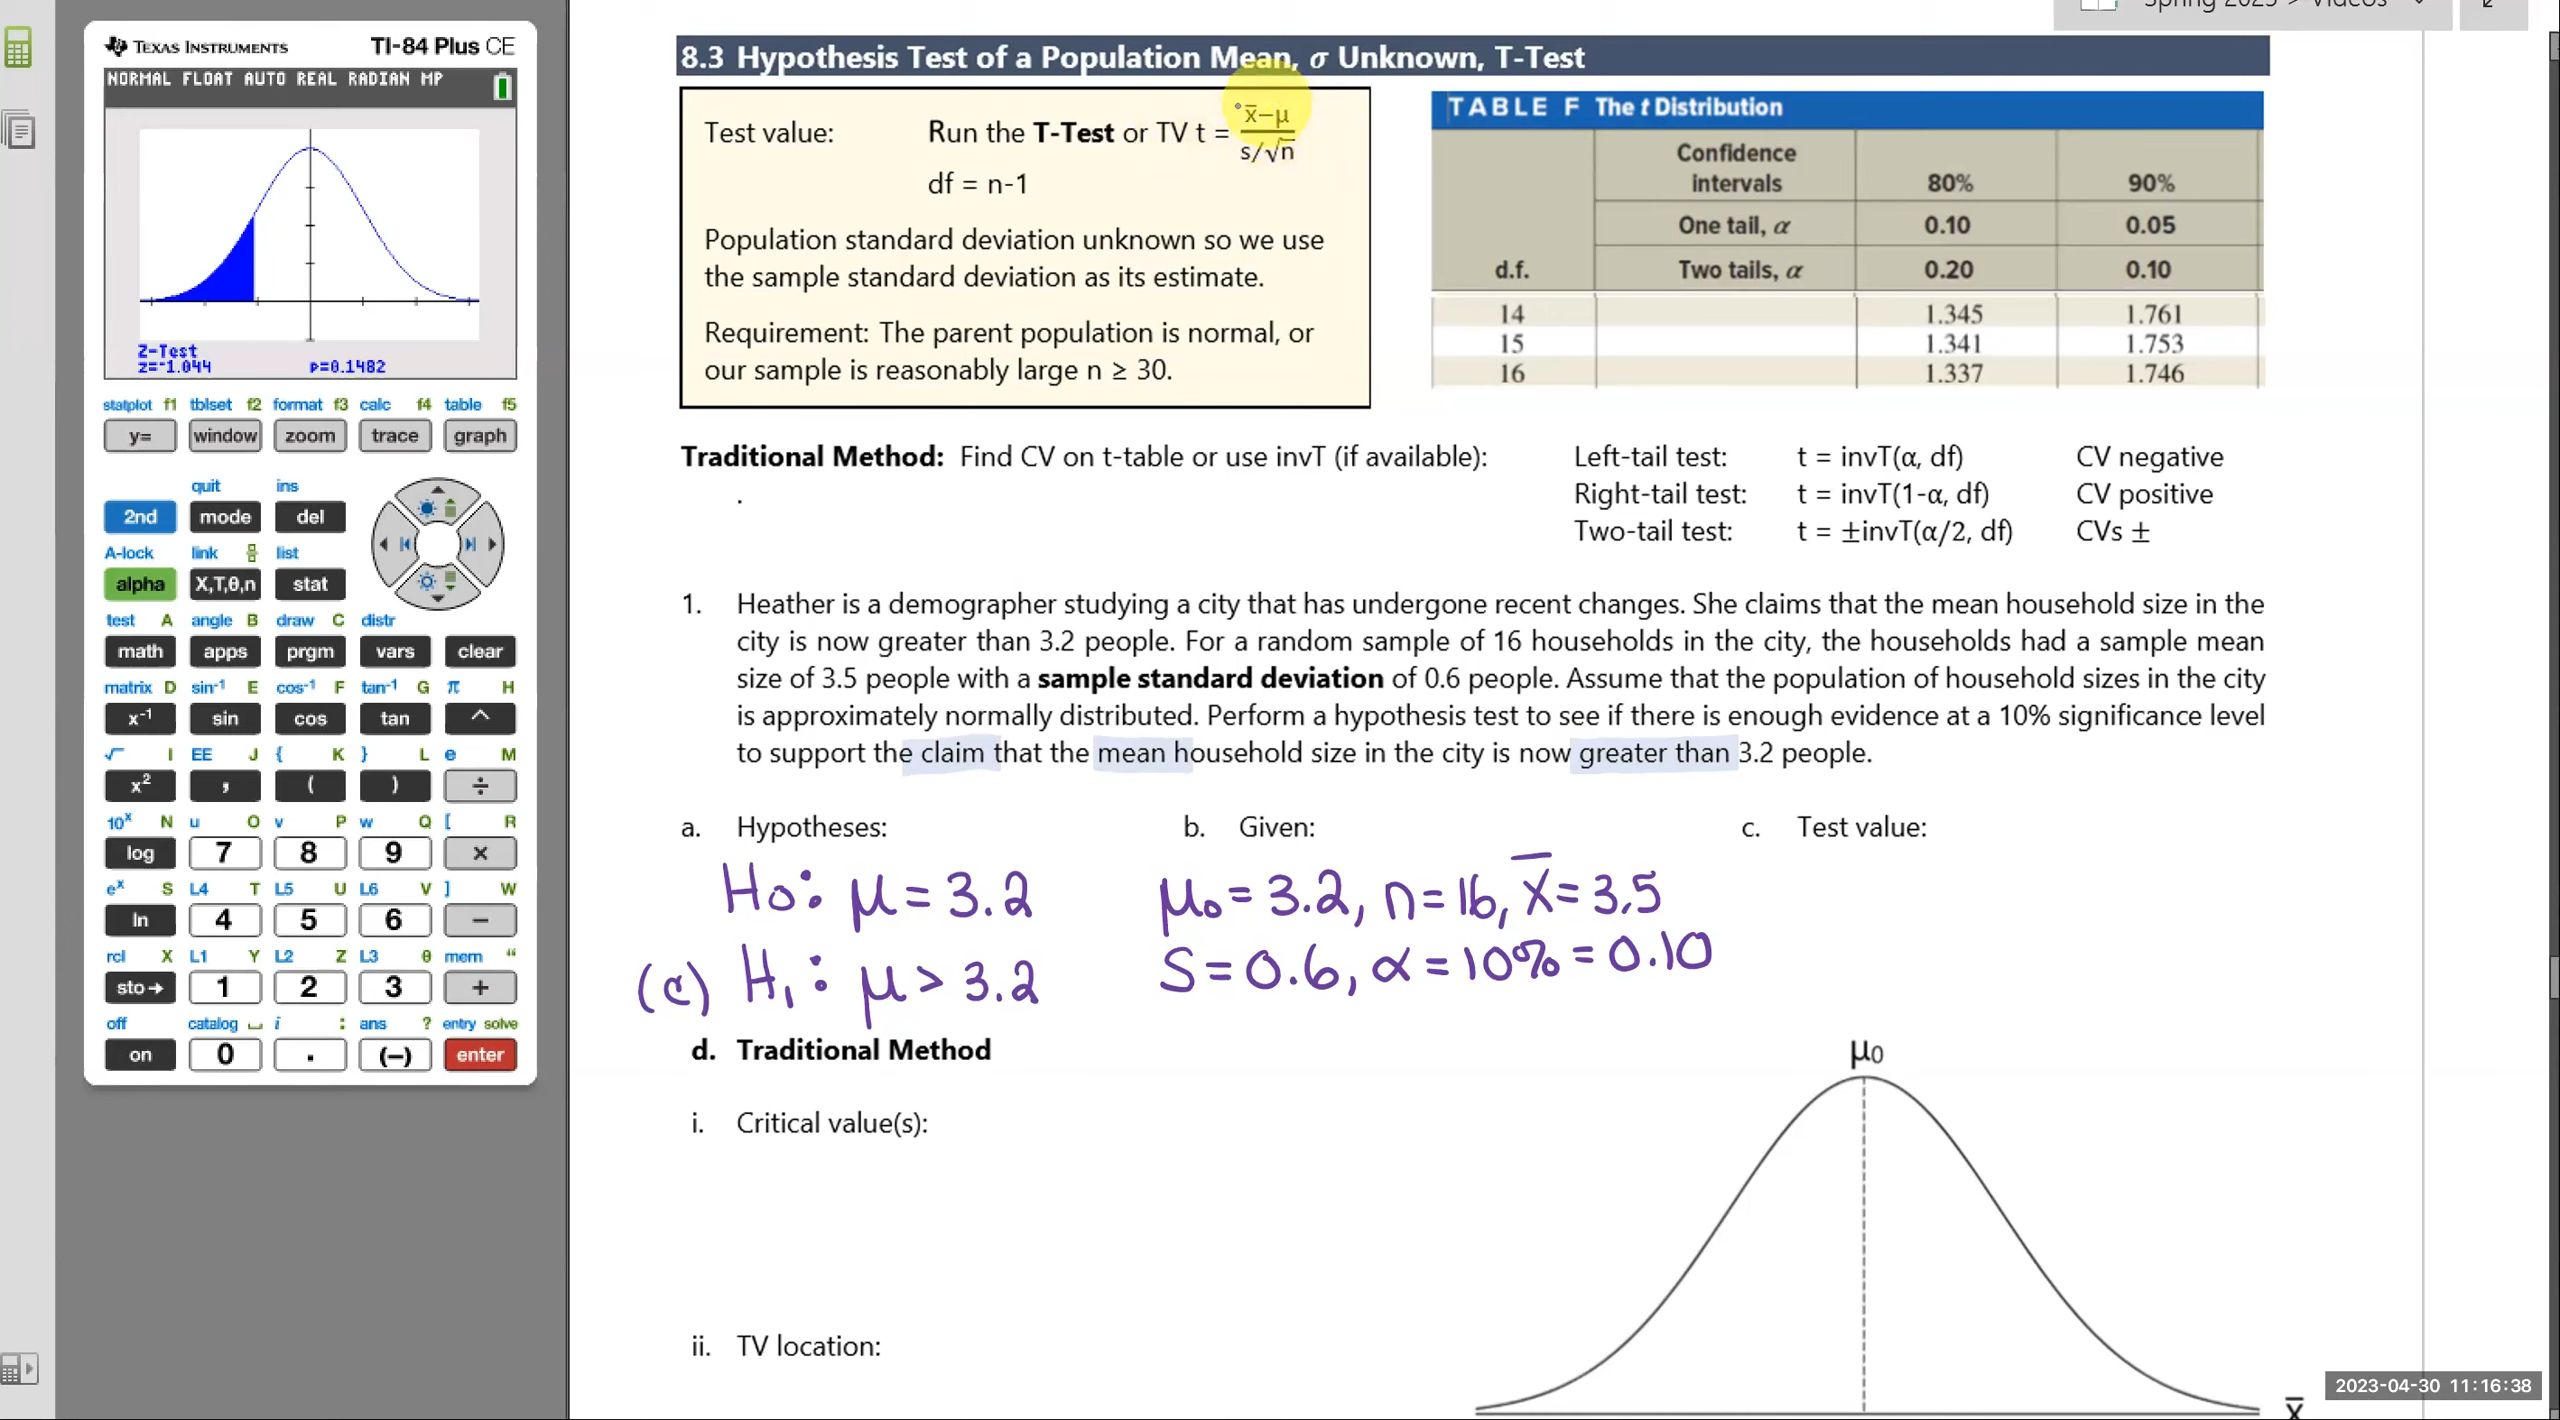 Spring 2023 > Videos
TEXAS INSTRUMENTS TI-84 Plus CE
NORMAL FLOAT AUTO REAL RADIAN MP
Z-Test
z=-1.044 p=0.1482
statplot f1 tblset f2 format f3 calc f4 table f5
y= window zoom trace graph
quit ins
2nd mode del
A-lock link list
alpha X,T,θ,n stat
test A angle B draw C distr
math apps prgm vars clear
matrix D sin⁻¹ E cos⁻¹ F tan⁻¹ G π H
x⁻¹ sin cos tan ^
√ I EE J { K } L e M
x² , ( ) ÷
10ˣ N u O v P w Q [ R
log 7 8 9 ×
eˣ S L4 T L5 U L6 V ] W
ln 4 5 6 −
rcl X L1 Y L2 Z L3 θ mem "
sto→ 1 2 3 +
off catalog ⎵ i : ans ? entry solve
on 0 . (−) enter
8.3 Hypothesis Test of a Population Mean, σ Unknown, T-Test
Test value: Run the T-Test or TV t = x̄−μ / s/√n
df = n-1
Population standard deviation unknown so we use
the sample standard deviation as its estimate.
Requirement: The parent population is normal, or
our sample is reasonably large n ≥ 30.
TABLE F The t Distribution
Confidence
intervals 80% 90%
One tail, α 0.10 0.05
d.f. Two tails, α 0.20 0.10
14 1.345 1.761
15 1.341 1.753
16 1.337 1.746
Traditional Method: Find CV on t-table or use invT (if available):
Left-tail test: t = invT(α, df) CV negative
Right-tail test: t = invT(1-α, df) CV positive
Two-tail test: t = ±invT(α/2, df) CVs ±
1. Heather is a demographer studying a city that has undergone recent changes. She claims that the mean household size in the
city is now greater than 3.2 people. For a random sample of 16 households in the city, the households had a sample mean
size of 3.5 people with a sample standard deviation of 0.6 people. Assume that the population of household sizes in the city
is approximately normally distributed. Perform a hypothesis test to see if there is enough evidence at a 10% significance level
to support the claim that the mean household size in the city is now greater than 3.2 people.
a. Hypotheses: b. Given: c. Test value:
H₀: μ = 3.2 μ₀ = 3.2, n = 16, x̄ = 3.5
(c) H₁: μ > 3.2 S = 0.6, α = 10% = 0.10
d. Traditional Method
μ₀
i. Critical value(s):
ii. TV location:
x̄
2023-04-30 11:16:38